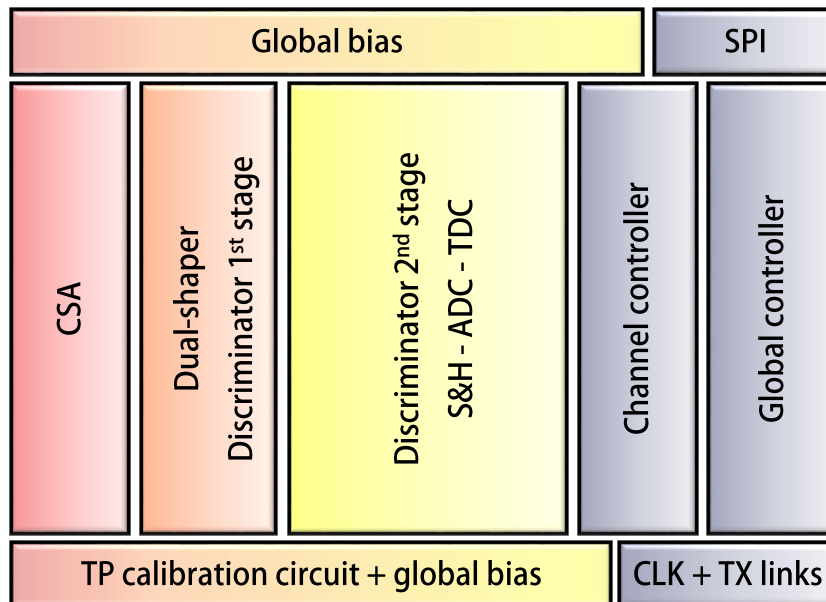 Global bias
SPI
CSA
Dual-shaper
Discriminator 1st stage
Discriminator 2nd stage
S&H - ADC - TDC
Channel controller
Global controller
TP calibration circuit + global bias
CLK + TX links